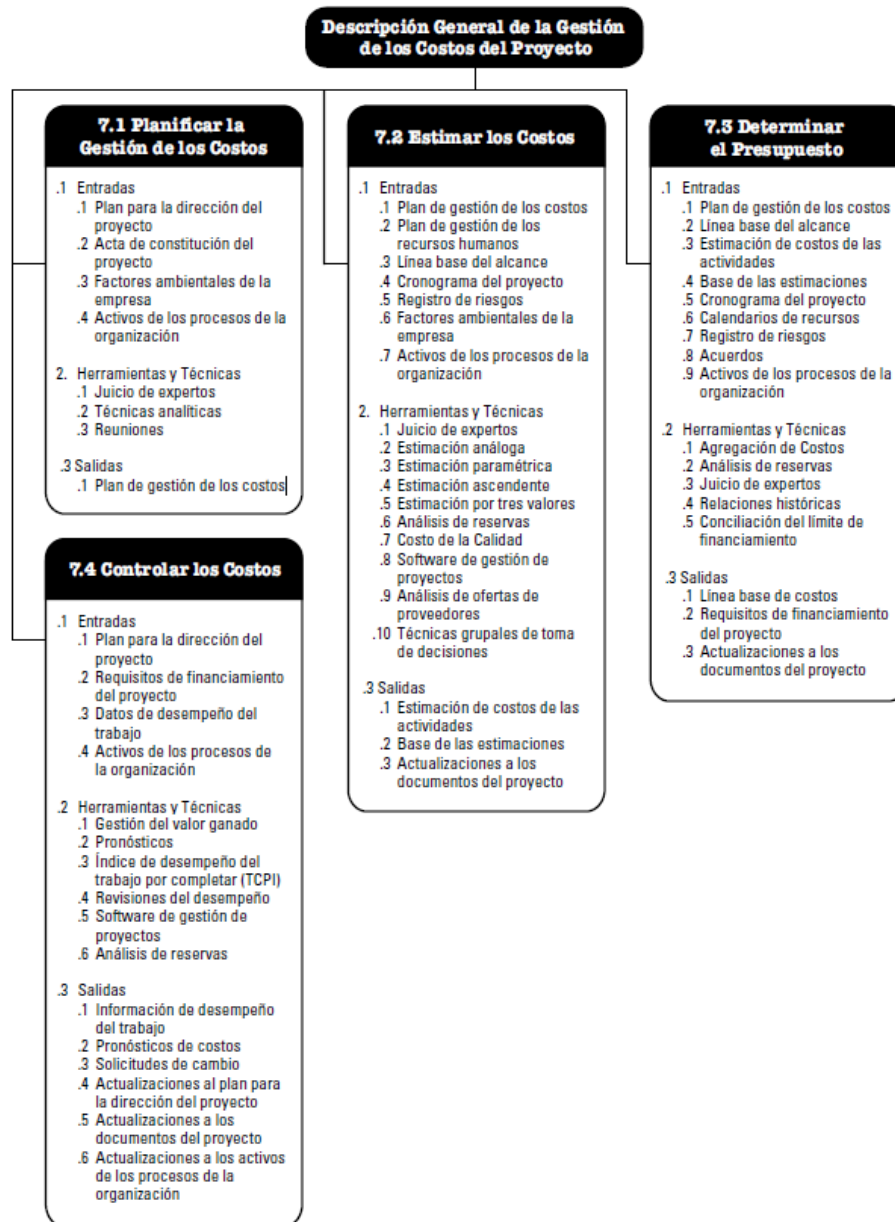 Descripción General de la Gestión
de los Costos del Proyecto
7.1 Planificar la
Gestión de los Costos
.1 Entradas
.1 Plan para la dirección del
proyecto
.2 Acta de constitución del
proyecto
.3 Factores ambientales de la
empresa
.4 Activos de los procesos de la
organización
2. Herramientas y Técnicas
.1 Juicio de expertos
.2 Técnicas analíticas
.3 Reuniones
.3 Salidas
.1 Plan de gestión de los costos
7.2 Estimar los Costos
.1 Entradas
.1 Plan de gestión de los costos
.2 Plan de gestión de los
recursos humanos
.3 Línea base del alcance
.4 Cronograma del proyecto
.5 Registro de riesgos
.6 Factores ambientales de la
empresa
.7 Activos de los procesos de la
organización
2. Herramientas y Técnicas
.1 Juicio de expertos
.2 Estimación análoga
.3 Estimación paramétrica
.4 Estimación ascendente
.5 Estimación por tres valores
.6 Análisis de reservas
.7 Costo de la Calidad
.8 Software de gestión de
proyectos
.9 Análisis de ofertas de
proveedores
.10 Técnicas grupales de toma
de decisiones
.3 Salidas
.1 Estimación de costos de las
actividades
.2 Base de las estimaciones
.3 Actualizaciones a los
documentos del proyecto
7.3 Determinar
el Presupuesto
.1 Entradas
.1 Plan de gestión de los costos
.2 Línea base del alcance
.3 Estimación de costos de las
actividades
.4 Base de las estimaciones
.5 Cronograma del proyecto
.6 Calendarios de recursos
.7 Registro de riesgos
.8 Acuerdos
.9 Activos de los procesos de la
organización
.2 Herramientas y Técnicas
.1 Agregación de Costos
.2 Análisis de reservas
.3 Juicio de expertos
.4 Relaciones históricas
.5 Conciliación del límite de
financiamiento
.3 Salidas
.1 Línea base de costos
.2 Requisitos de financiamiento
del proyecto
.3 Actualizaciones a los
documentos del proyecto
7.4 Controlar los Costos
.1 Entradas
.1 Plan para la dirección del
proyecto
.2 Requisitos de financiamiento
del proyecto
.3 Datos de desempeño del
trabajo
.4 Activos de los procesos de
la organización
.2 Herramientas y Técnicas
.1 Gestión del valor ganado
.2 Pronósticos
.3 Índice de desempeño del
trabajo por completar (TCPI)
.4 Revisiones del desempeño
.5 Software de gestión de
proyectos
.6 Análisis de reservas
.3 Salidas
.1 Información de desempeño
del trabajo
.2 Pronósticos de costos
.3 Solicitudes de cambio
.4 Actualizaciones al plan para
la dirección del proyecto
.5 Actualizaciones a los
documentos del proyecto
.6 Actualizaciones a los activos
de los procesos de la
organización